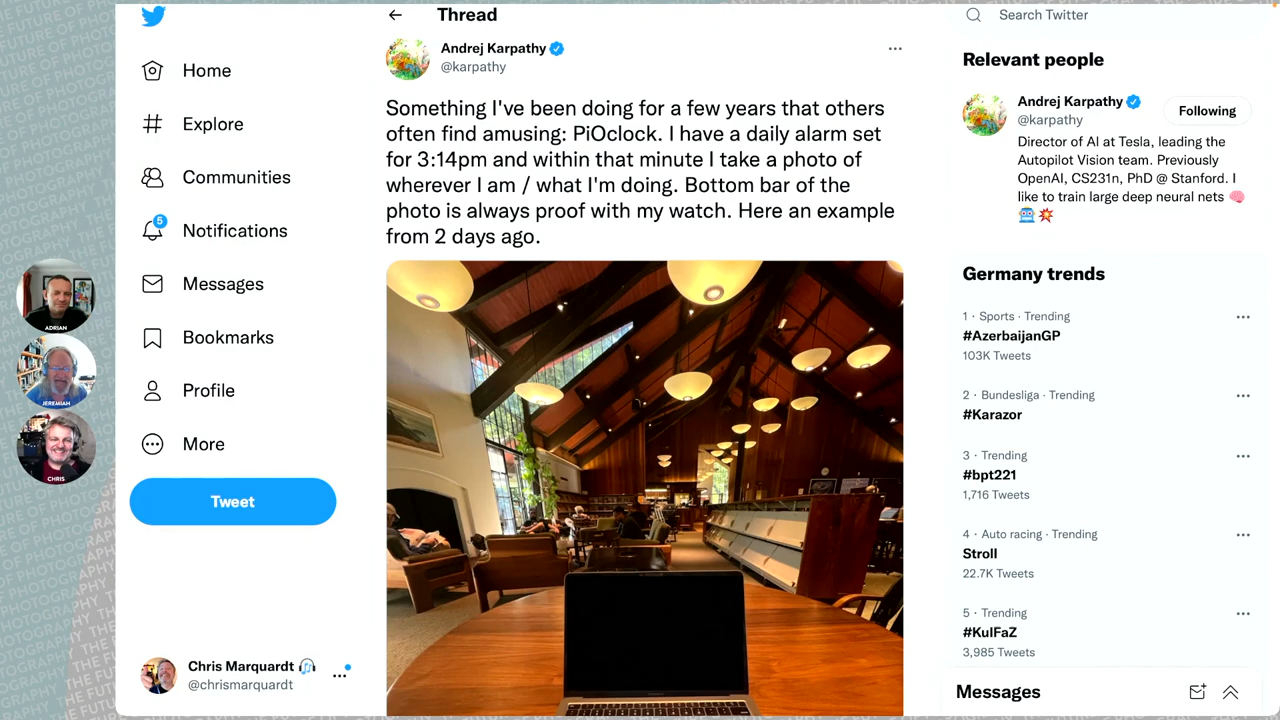 Home
Explore
Communities
5
Notifications
Messages
Bookmarks
Profile
More
Tweet
Chris Marquardt
@chrismarquardt
ADRIAN
JEREMIAH
CHRIS
Thread
Andrej Karpathy
@karpathy
Something I've been doing for a few years that others
often find amusing: PiOclock. I have a daily alarm set
for 3:14pm and within that minute I take a photo of
wherever I am / what I'm doing. Bottom bar of the
photo is always proof with my watch. Here an example
from 2 days ago.
Search Twitter
Relevant people
Andrej Karpathy
@karpathy
Following
Director of AI at Tesla, leading the
Autopilot Vision team. Previously
OpenAI, CS231n, PhD @ Stanford. I
like to train large deep neural nets 🧠
🤖💥
Germany trends
1 · Sports · Trending
#AzerbaijanGP
103K Tweets
2 · Bundesliga · Trending
#Karazor
3 · Trending
#bpt221
1,716 Tweets
4 · Auto racing · Trending
Stroll
22.7K Tweets
5 · Trending
#KulFaZ
3,985 Tweets
Messages